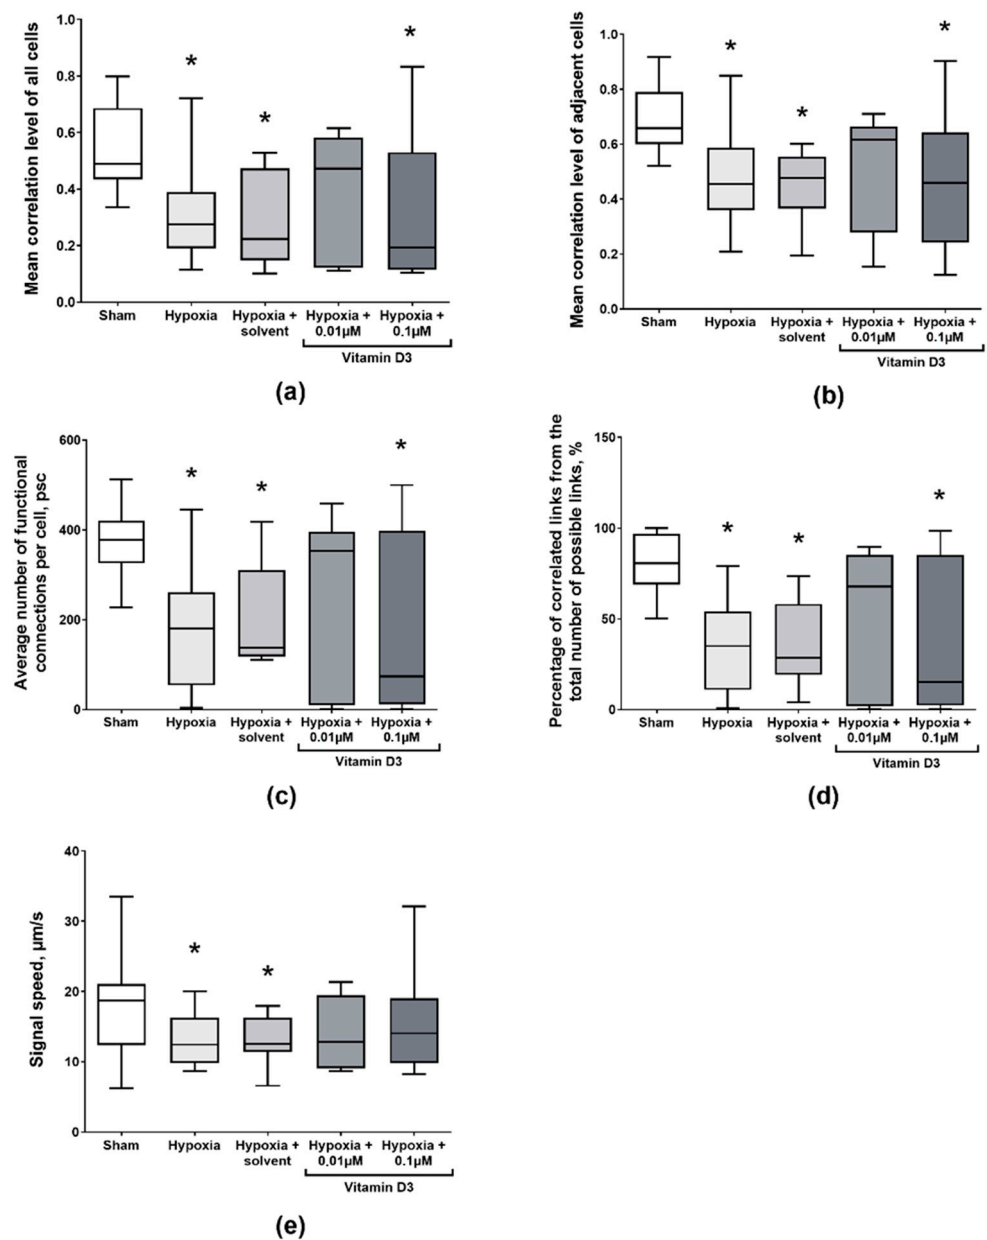 Mean correlation level of all cells
1.0
0.8
0.6
0.4
0.2
0.0
*
*
*
Sham
Hypoxia
Hypoxia +
solvent
Hypoxia +
0.01μM
Hypoxia +
0.1μM
Vitamin D3
(a)
Mean correlation level of adjacent cells
1.0
0.8
0.6
0.4
0.2
0.0
*
*
*
Sham
Hypoxia
Hypoxia +
solvent
Hypoxia +
0.01μM
Hypoxia +
0.1μM
Vitamin D3
(b)
Average number of functional
connections per cell, psc
600
400
200
0
*
*
*
Sham
Hypoxia
Hypoxia +
solvent
Hypoxia +
0.01μM
Hypoxia +
0.1μM
Vitamin D3
(c)
Percentage of correlated links from the
total number of possible links, %
150
100
50
0
*
*
*
Sham
Hypoxia
Hypoxia +
solvent
Hypoxia +
0.01μM
Hypoxia +
0.1μM
Vitamin D3
(d)
Signal speed, μm/s
40
30
20
10
0
*
*
Sham
Hypoxia
Hypoxia +
solvent
Hypoxia +
0.01μM
Hypoxia +
0.1μM
Vitamin D3
(e)